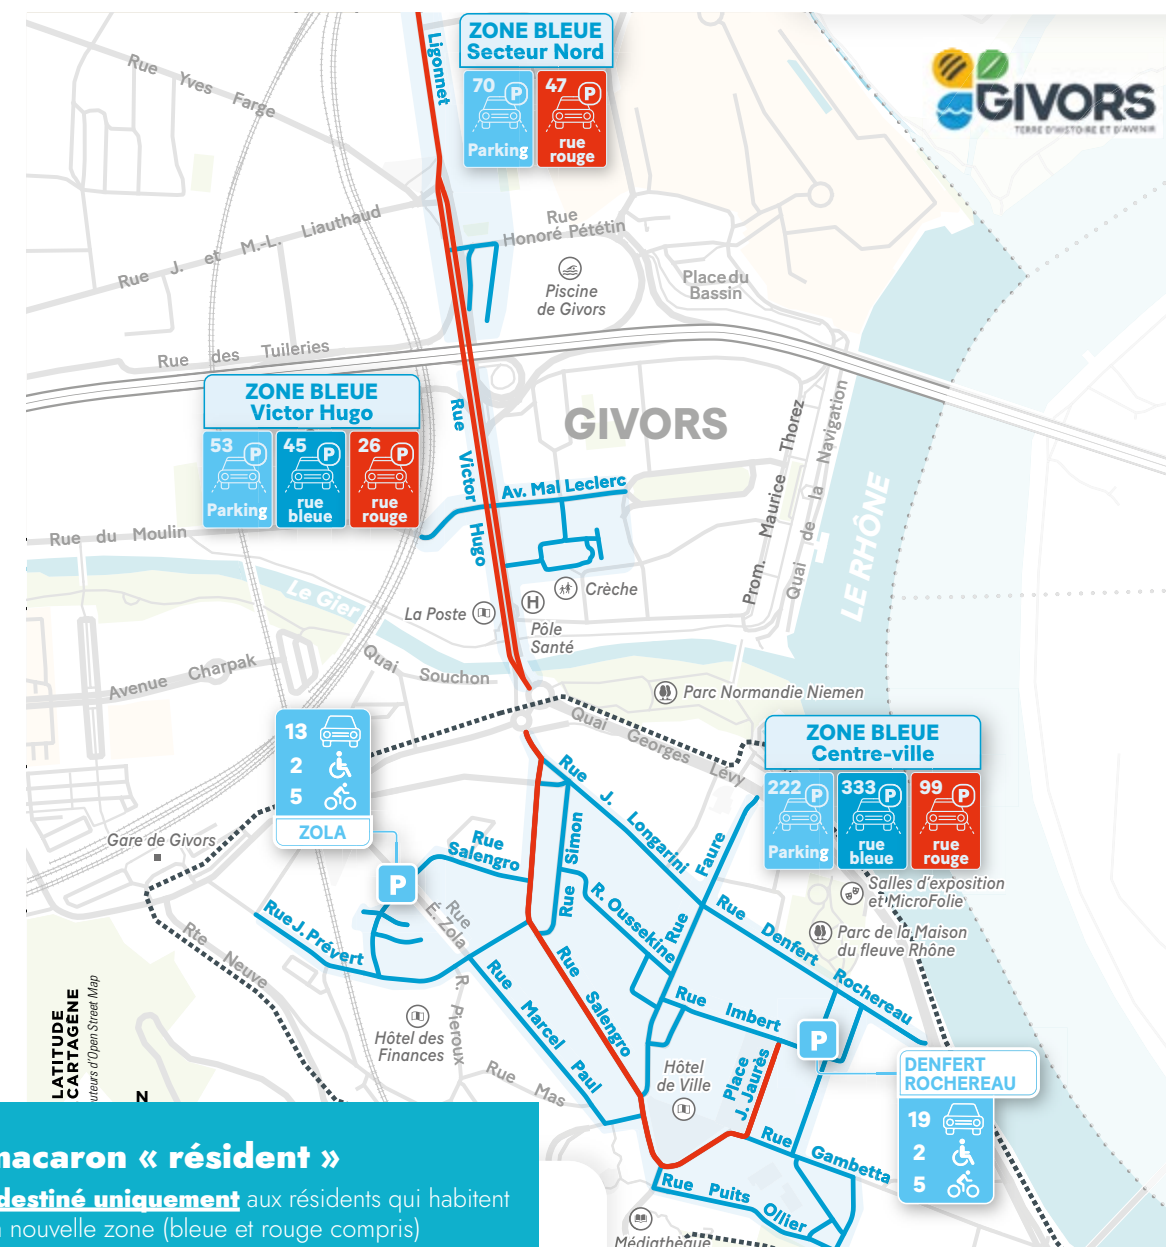 ZONE BLEUE
Secteur Nord
70 P
Parking
47 P
rue
rouge
GIVORS
TERRE D'HISTOIRE ET D'AVENIR
Ligonnet
Rue Yves Farge
Rue J. et M.-L. Liauthaud
Rue
Honoré Pététin
Piscine
de Givors
Place du
Bassin
Rue des Tuileries
ZONE BLEUE
Victor Hugo
53 P
Parking
45 P
rue
bleue
26 P
rue
rouge
GIVORS
Rue Victor Hugo
Av. Mal Leclerc
Prom. Maurice Thorez
Quai de la Navigation
LE RHÔNE
Rue du Moulin
Le Gier
La Poste
H
Crèche
Pôle
Santé
Avenue Charpak
Quai Souchon
Parc Normandie Niemen
Quai Georges Lévy
13
2
5
ZOLA
ZONE BLEUE
Centre-ville
222 P
Parking
333 P
rue
bleue
99 P
rue
rouge
Gare de Givors
P
Rue
Salengro
Rue Simon
Rue J. Longarini
Rue Faure
R. Oussekine
Salles d'exposition
et MicroFolie
Parc de la Maison
du fleuve Rhône
Rue Denfert Rochereau
Rue J. Prévert
Rue
É. Zola
Rte Neuve
R. Pieroux
Rue Marcel Paul
Rue Salengro
Rue Imbert
P
Hôtel des
Finances
Rue Mas
Hôtel
de Ville
Place
J. Jaurès
DENFERT
ROCHEREAU
19
2
5
Rue Gambetta
Rue Puits Ollier
Médiathèque
LATITUDE
CARTAGÈNE
uteurs d'Open Street Map
N
macaron « résident »
destiné uniquement aux résidents qui habitent
nouvelle zone (bleue et rouge compris)